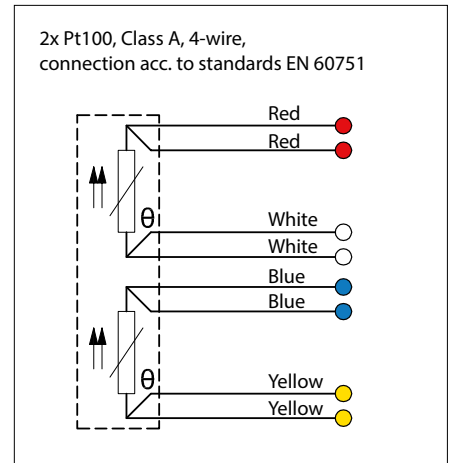 2x Pt100, Class A, 4-wire,
connection acc. to standards EN 60751
Red
Red
θ
White
White
Blue
Blue
θ
Yellow
Yellow